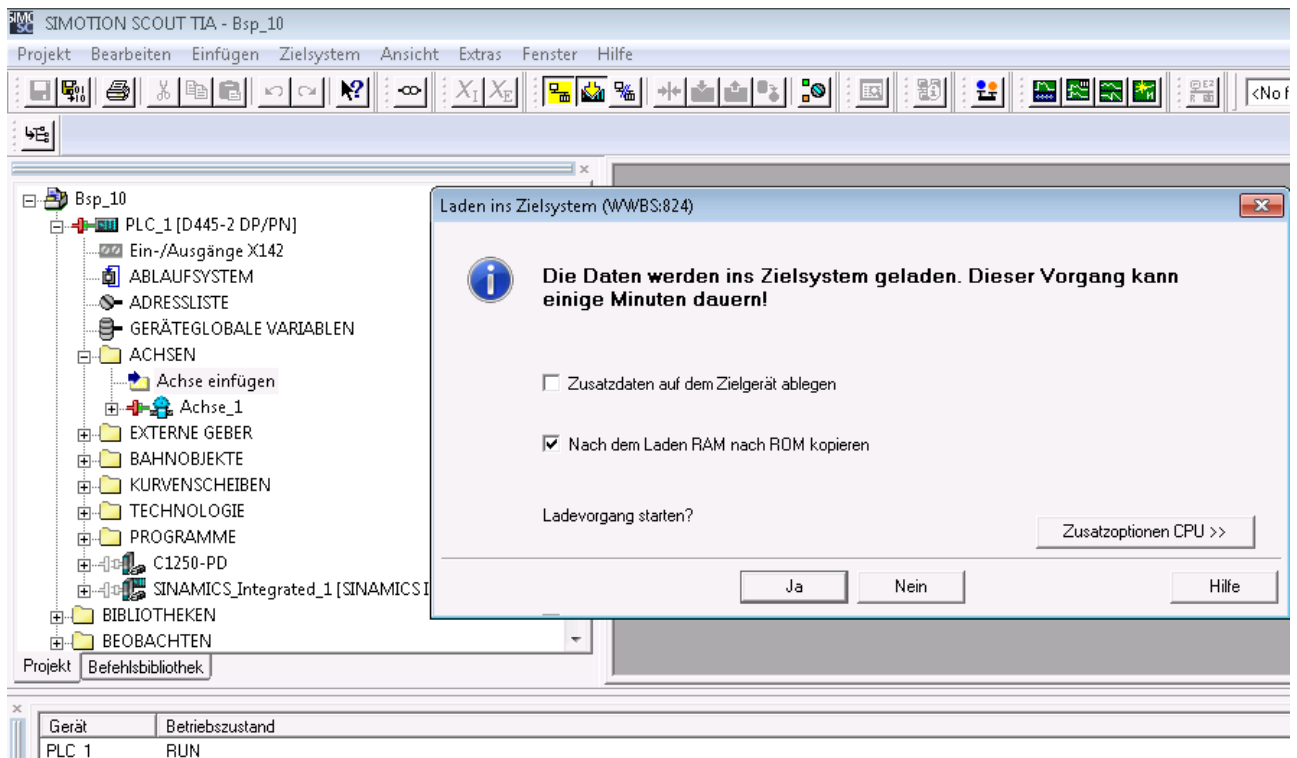 SIMOTION SCOUT TIA - Bsp_10
Projekt Bearbeiten Einfügen Zielsystem Ansicht Extras Fenster Hilfe
<No f
Bsp_10
PLC_1 [D445-2 DP/PN]
Ein-/Ausgänge X142
ABLAUFSYSTEM
ADRESSLISTE
GERÄTEGLOBALE VARIABLEN
ACHSEN
Achse einfügen
Achse_1
EXTERNE GEBER
BAHNOBJEKTE
KURVENSCHEIBEN
TECHNOLOGIE
PROGRAMME
C1250-PD
SINAMICS_Integrated_1 [SINAMICS I
BIBLIOTHEKEN
BEOBACHTEN
Projekt Befehlsbibliothek
Laden ins Zielsystem (WWBS:824)
Die Daten werden ins Zielsystem geladen. Dieser Vorgang kann
einige Minuten dauern!
Zusatzdaten auf dem Zielgerät ablegen
Nach dem Laden RAM nach ROM kopieren
Ladevorgang starten?
Zusatzoptionen CPU >>
Ja Nein Hilfe
Gerät Betriebszustand
PLC_1 RUN